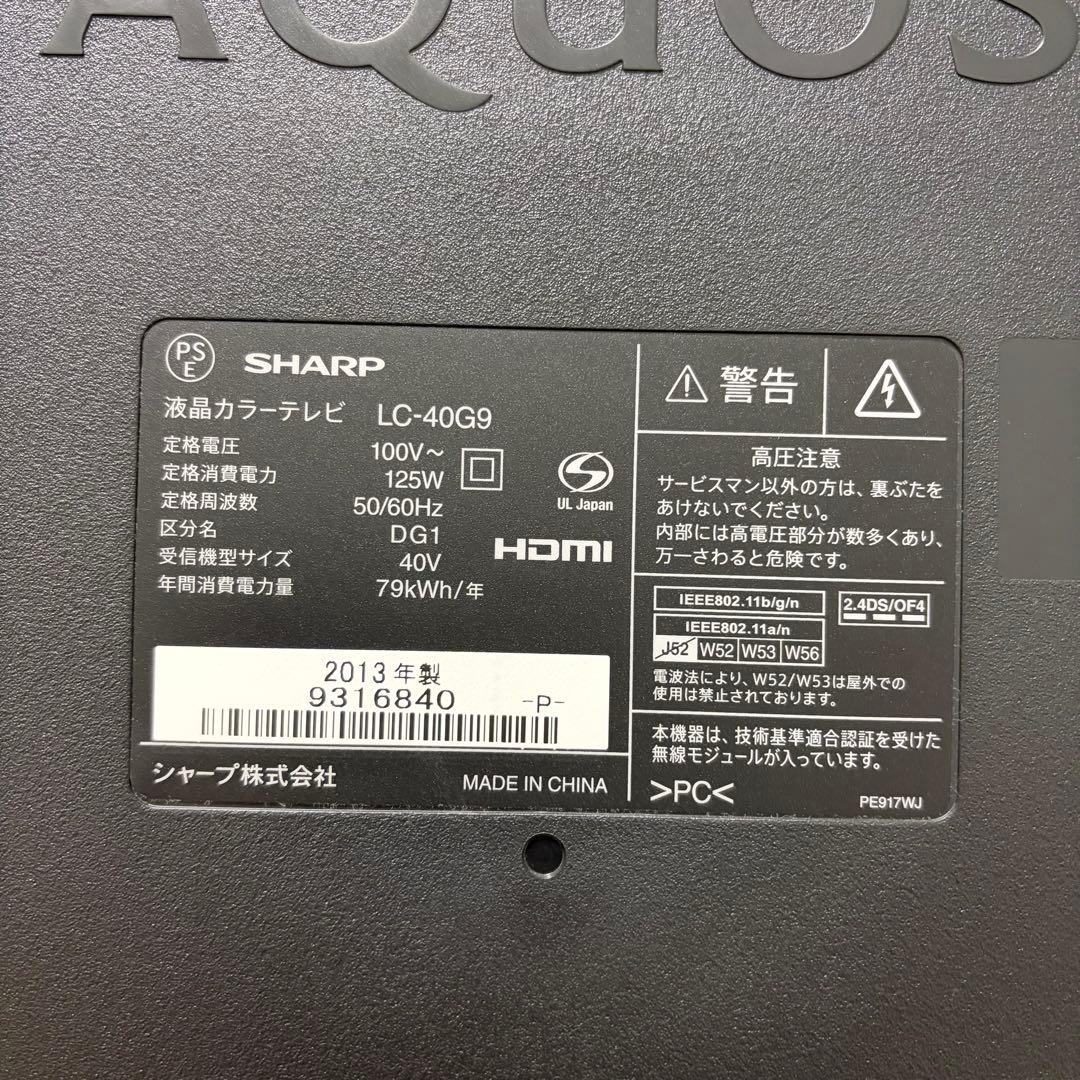 AQUOS
PS
E
SHARP
液晶カラーテレビ LC-40G9
定格電圧 100V～
定格消費電力 125W
定格周波数 50/60Hz
区分名 DG1
受信機型サイズ 40V
年間消費電力量 79kWh/年
UL Japan
HDMI
2013年製
9316840 -P-
シャープ株式会社 MADE IN CHINA
警告
高圧注意
サービスマン以外の方は、裏ぶたを
あけないでください。
内部には高電圧部分が数多くあり、
万一さわると危険です。
IEEE802.11b/g/n
2.4DS/OF4
IEEE802.11a/n
J52 W52 W53 W56
電波法により、W52/W53は屋外での
使用は禁止されております。
本機器は、技術基準適合認証を受けた
無線モジュールが入っています。
>PC< PE917WJ